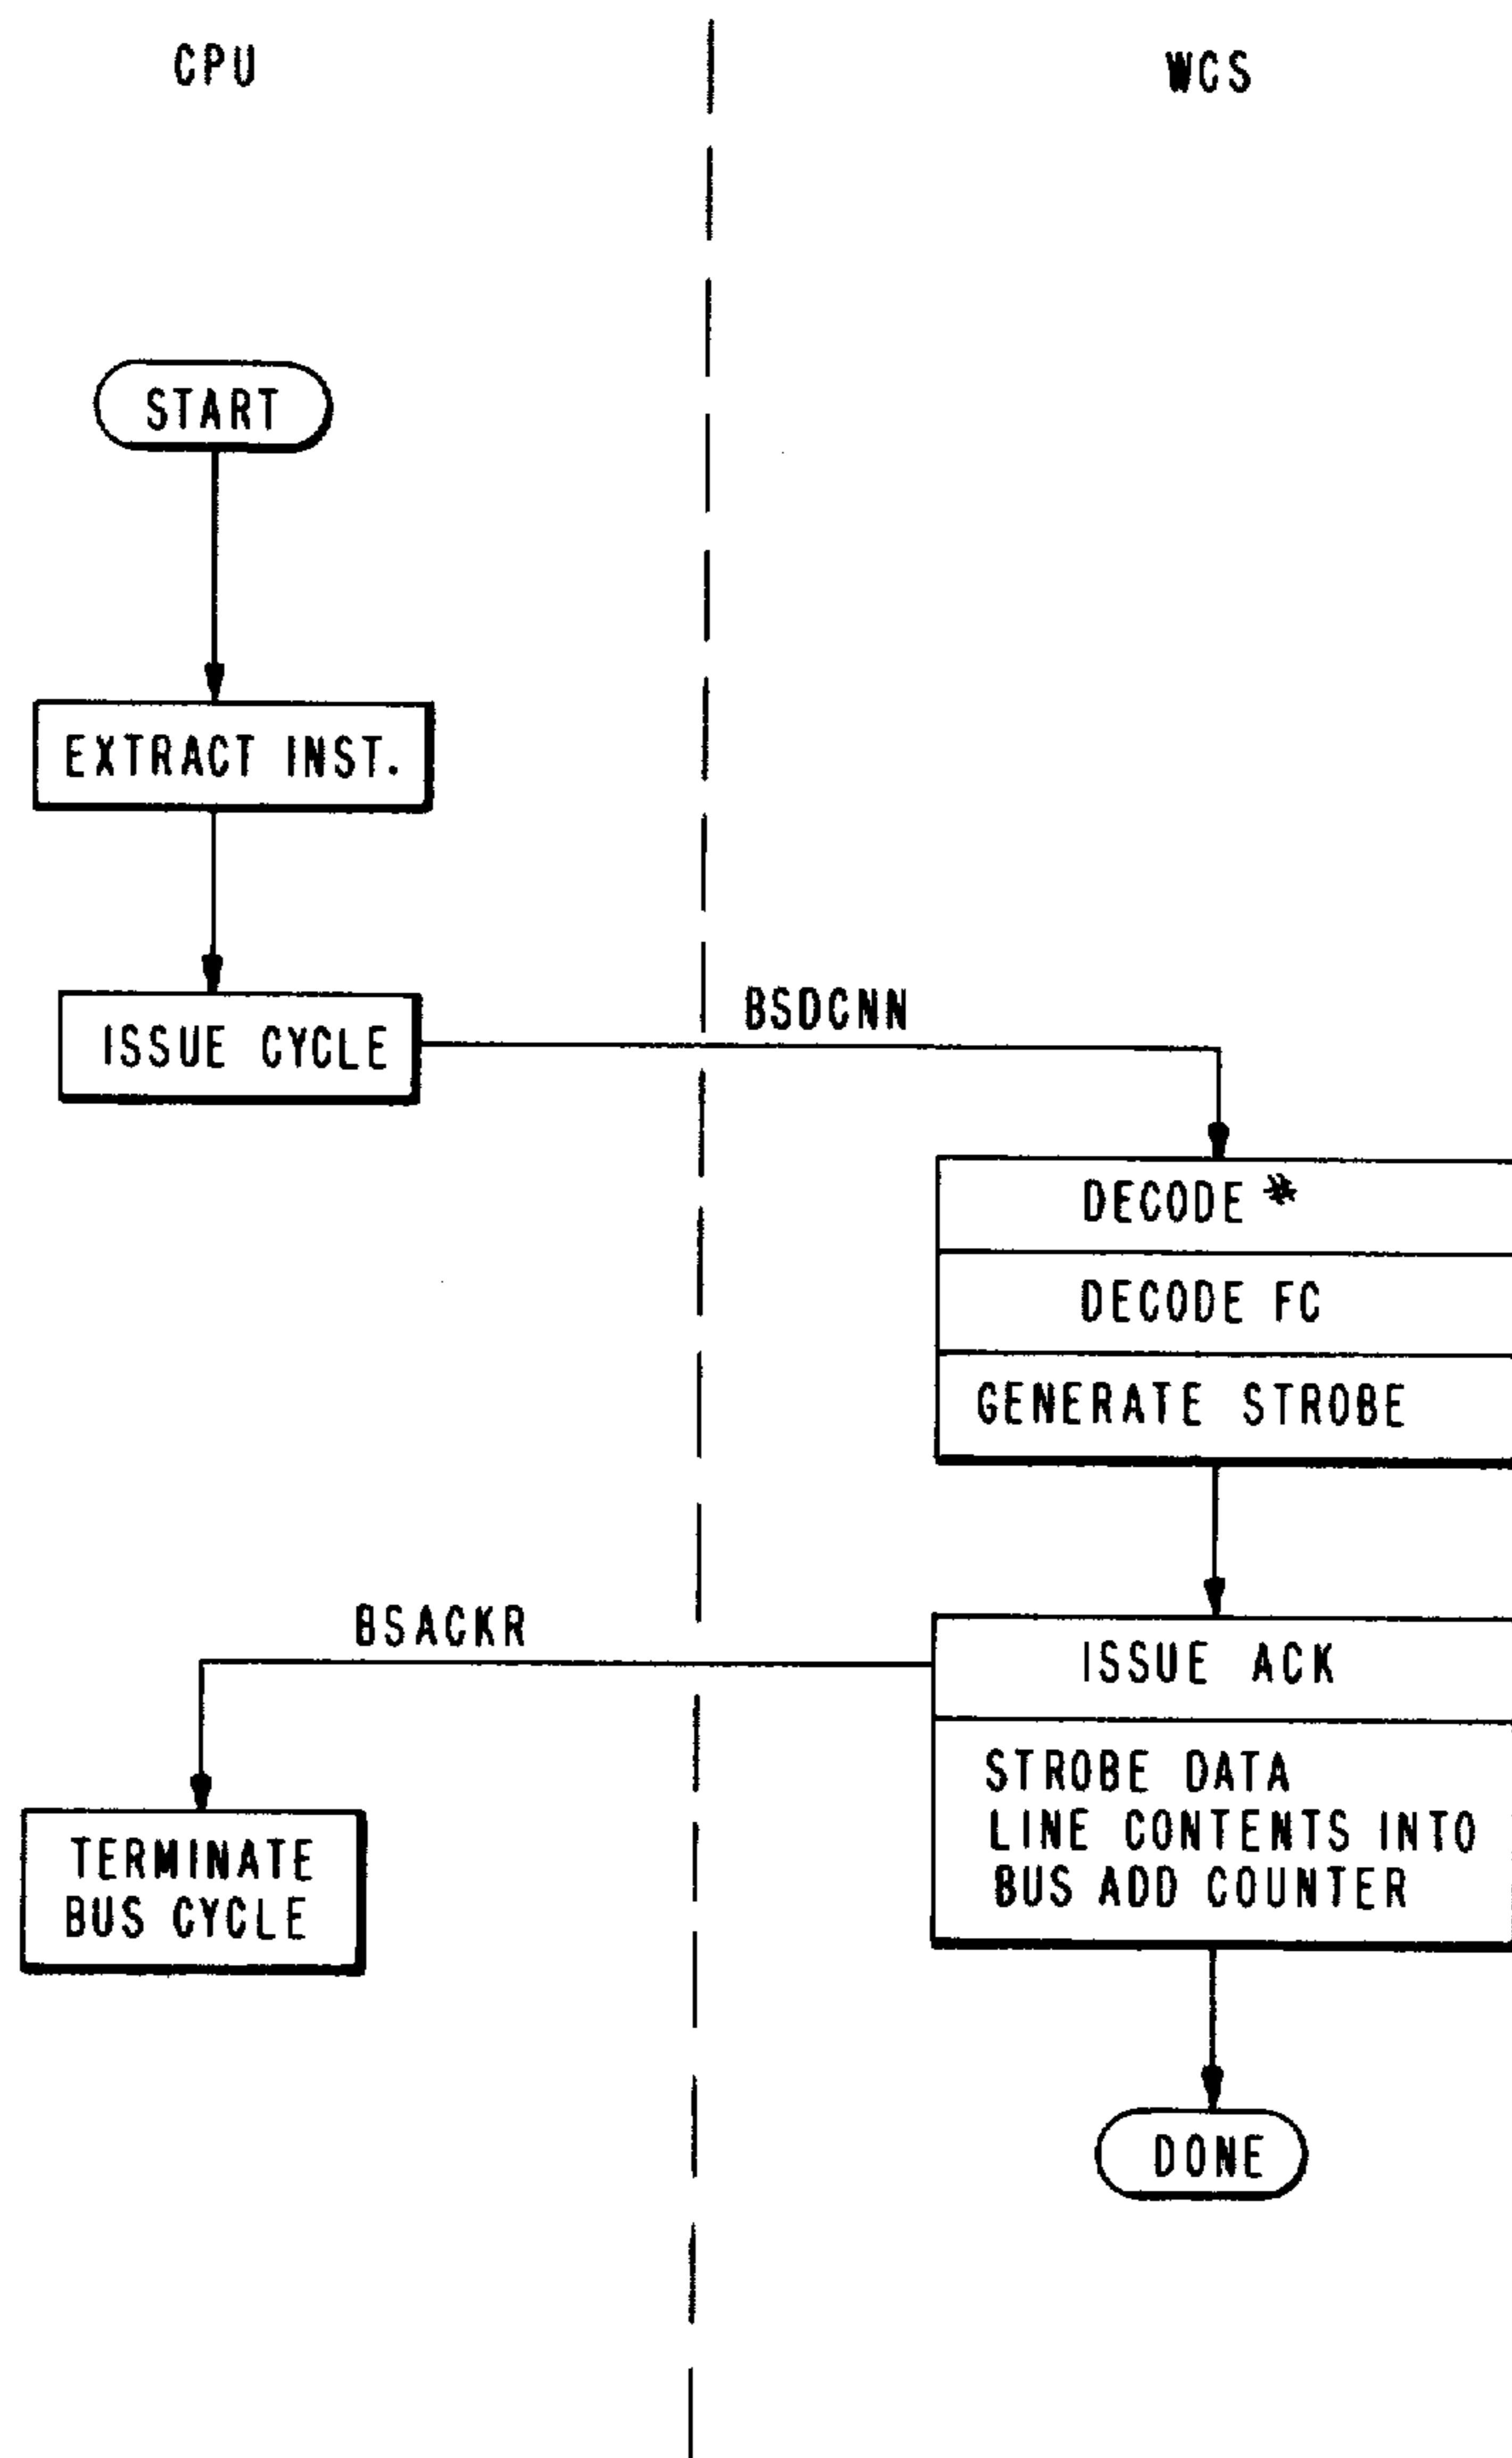 CPU
WCS
START
EXTRACT INST.
ISSUE CYCLE
BSDCNN
DECODE *
DECODE FC
GENERATE STROBE
BSACKR
ISSUE ACK
STROBE DATA
LINE CONTENTS INTO
BUS ADD COUNTER
TERMINATE
BUS CYCLE
DONE